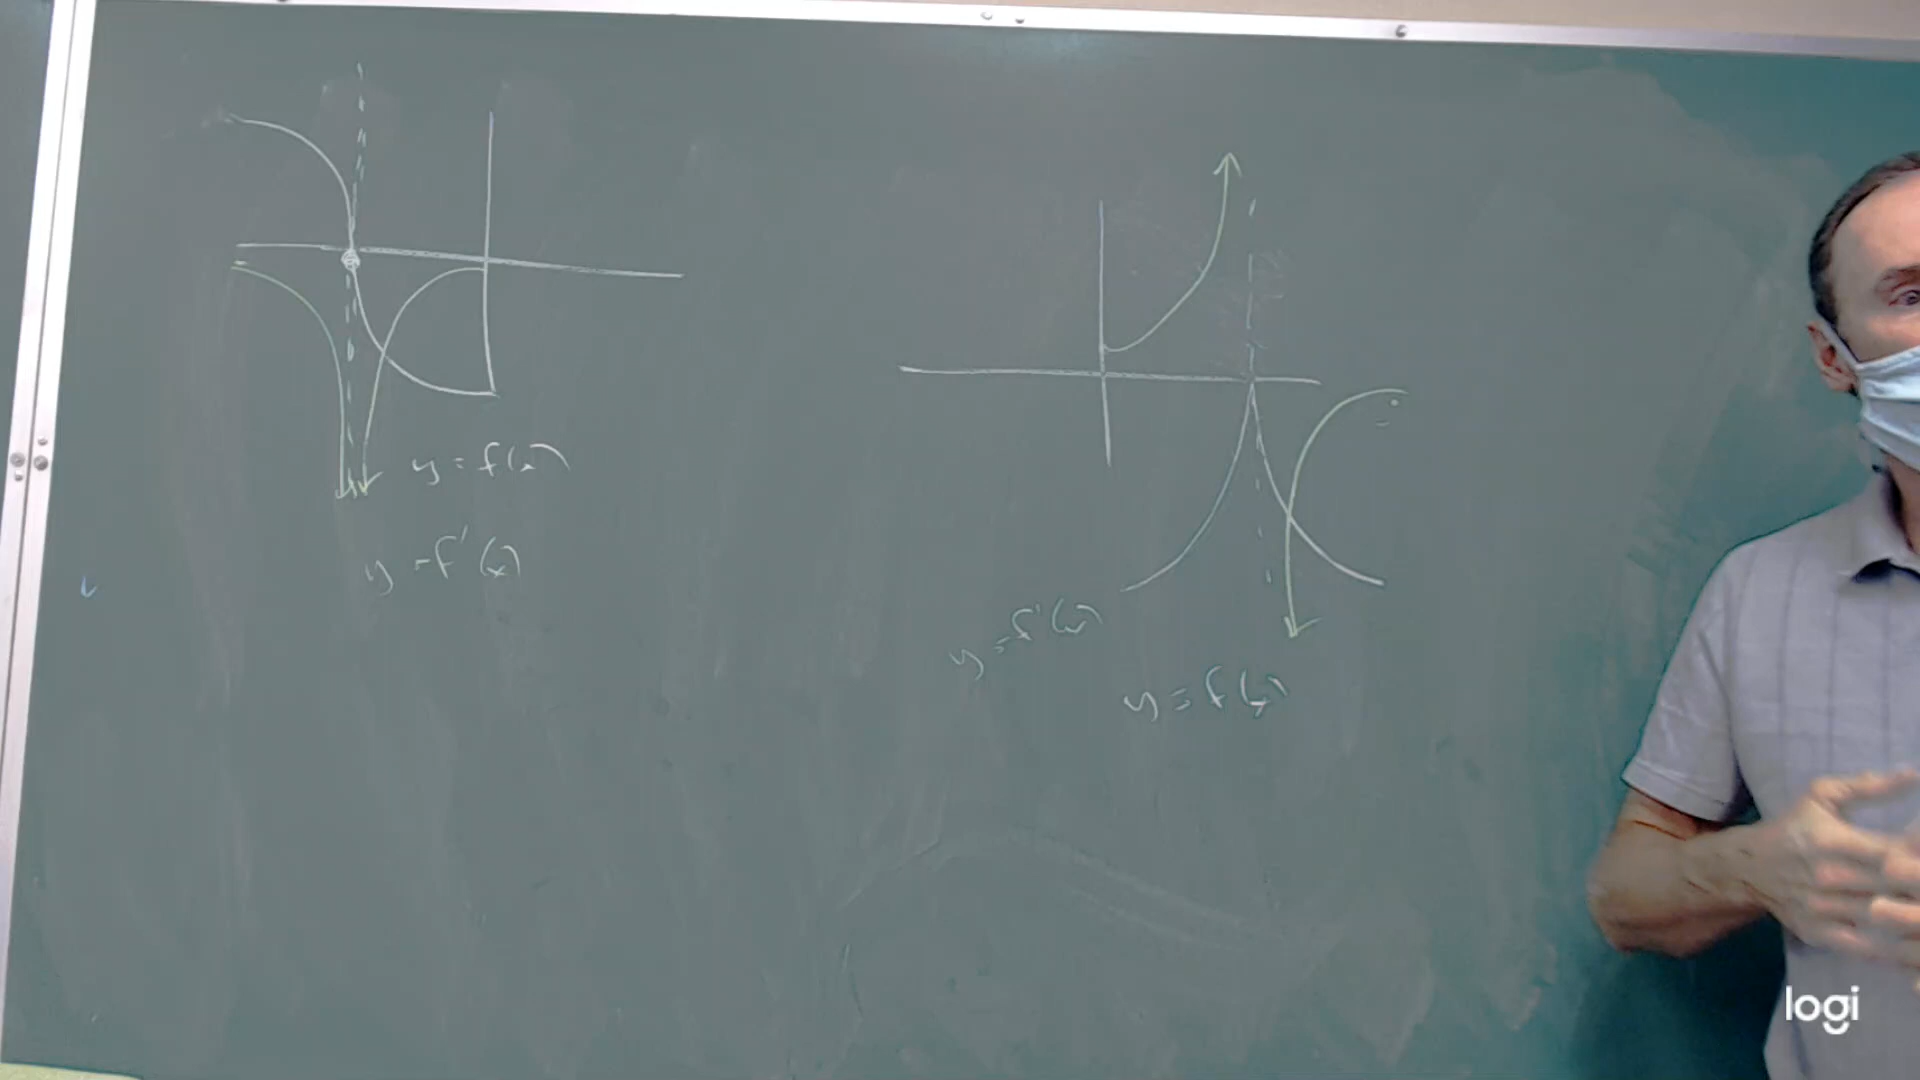 y = f(x)
y = f'(x)
y = f'(x)
y = f(x)
logi